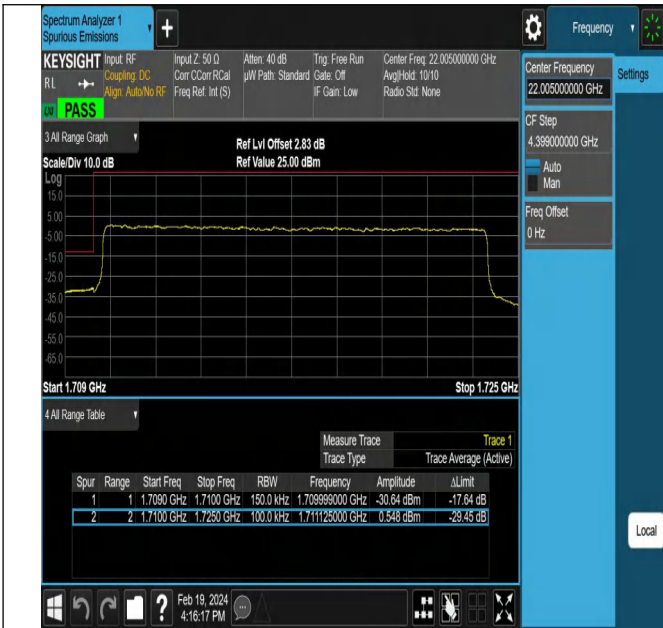 Spectrum Analyzer 1
Spurious Emissions
Frequency
KEYSIGHT
RL
PASS
Input: RF
Coupling: DC
Align: Auto/No RF
Input Z: 50 Ω
Corr CCorr RCal
Freq Ref: Int (S)
Atten: 40 dB
µW Path: Standard
Trig: Free Run
Gate: Off
IF Gain: Low
Center Freq: 22.005000000 GHz
Avg|Hold: 10/10
Radio Std: None
Center Frequency
22.005000000 GHz
Settings
CF Step
4.399000000 GHz
Auto
Man
Freq Offset
0 Hz
3 All Range Graph
Ref Lvl Offset 2.83 dB
Scale/Div 10.0 dB
Ref Value 25.00 dBm
Log
15.0
5.00
-5.00
-15.0
-25.0
-35.0
-45.0
-55.0
-65.0
Start 1.709 GHz
Stop 1.725 GHz
4 All Range Table
Measure Trace Trace 1
Trace Type Trace Average (Active)
Spur Range Start Freq Stop Freq RBW Frequency Amplitude ΔLimit
1 1 1.7090 GHz 1.7100 GHz 150.0 kHz 1.709999000 GHz -30.64 dBm -17.64 dB
2 2 1.7100 GHz 1.7250 GHz 100.0 kHz 1.711125000 GHz 0.548 dBm -29.45 dB
Local
?
Feb 19, 2024
4:16:17 PM